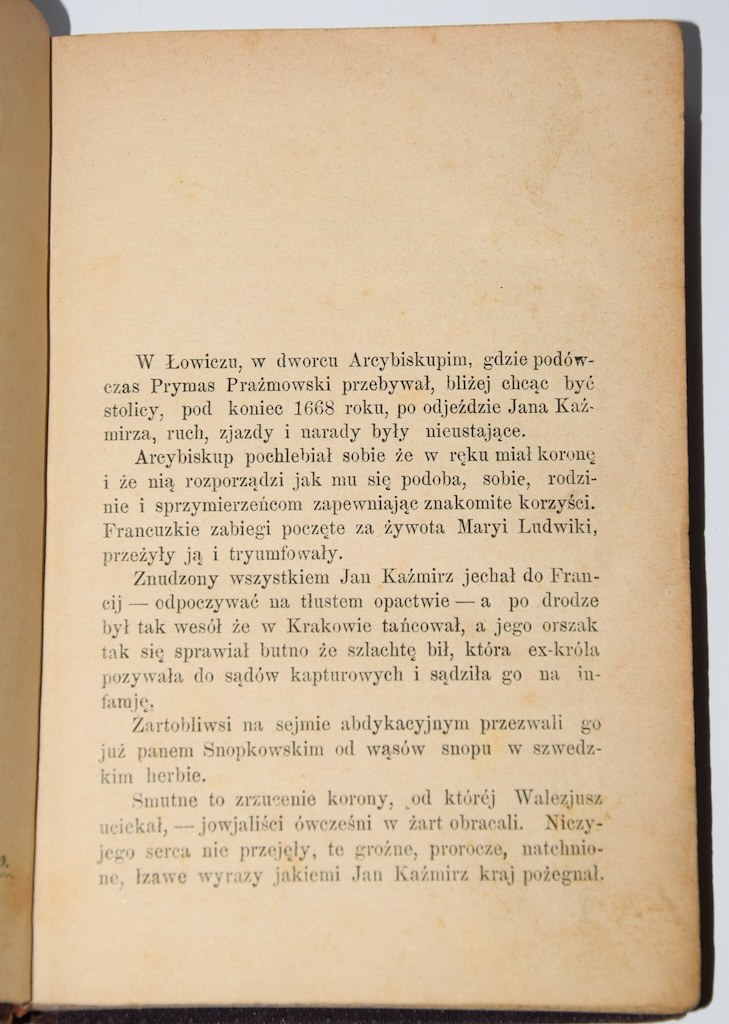 W Łowiczu, w dworcu Arcybiskupim, gdzie podów-
czas Prymas Prażmowski przebywał, bliżej chcąc być
stolicy, pod koniec 1668 roku, po odjeździe Jana Kaź-
mirza, ruch, zjazdy i narady były nieustające.
Arcybiskup pochlebiał sobie że w ręku miał koronę
i że nią rozporządzi jak mu się podoba, sobie, rodzi-
nie i sprzymierzeńcom zapewniając znakomite korzyści.
Francuzkie zabiegi poczęte za żywota Maryi Ludwiki,
przeżyły ją i tryumfowały.
Znudzony wszystkiem Jan Kaźmirz jechał do Fran-
cij — odpoczywać na tłustem opactwie — a po drodze
był tak wesół że w Krakowie tańcował, a jego orszak
tak się sprawiał butno że szlachtę bił, która ex-króla
pozywała do sądów kapturowych i sądziła go na in-
famję.
Żartobliwsi na sejmie abdykacyjnym przezwali go
już panem Snopkowskim od wąsów snopu w szwedz-
kim herbie.
Smutne to zrzucenie korony, od któréj Walezjusz
uciekał, — jowjaliści ówcześni w żart obracali. Niczy-
jego serca nie przejęły, te groźne, prorocze, natchnio-
ne, łzawe wyrazy jakiemi Jan Kaźmirz kraj pożegnał.